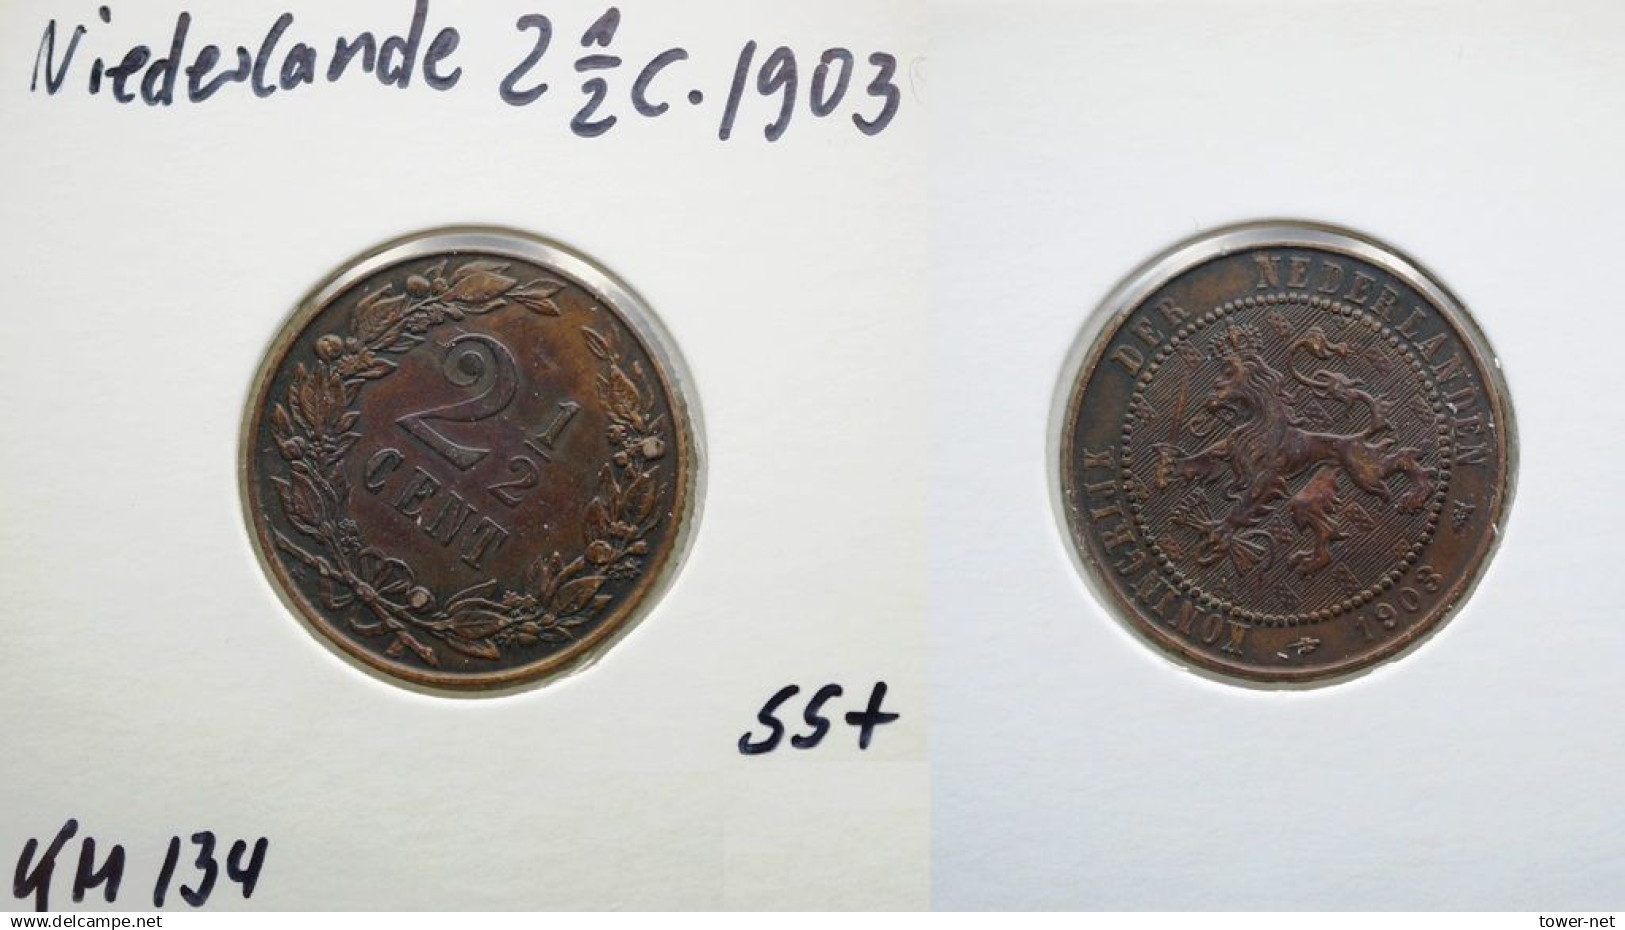 Niederlande 2 1/2 C. 1903
2 1/2
CENT
KONINGRIJK DER NEDERLANDEN
1903
SS+
KM 134
www.delcampe.net
tower-net